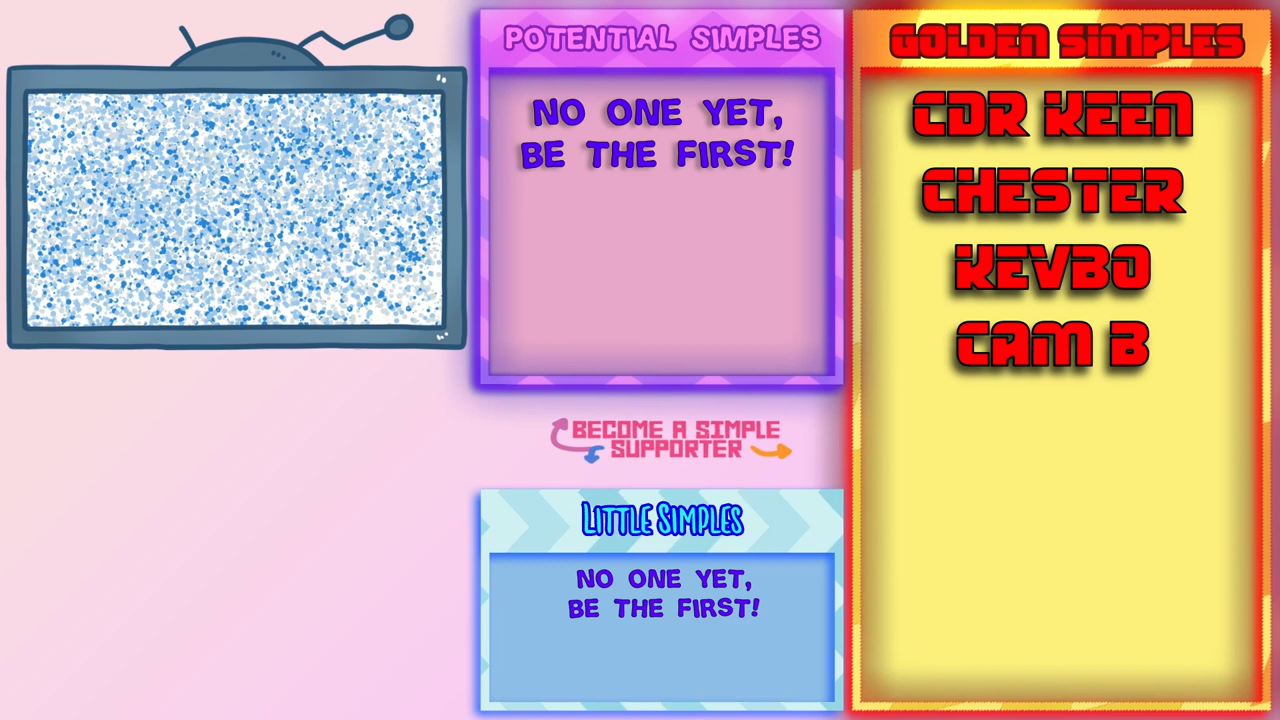 POTENTIAL SIMPLES
NO ONE YET,
BE THE FIRST!
BECOME A SIMPLE
SUPPORTER
LITTLE SIMPLES
NO ONE YET,
BE THE FIRST!
GOLDEN SIMPLES
CDR KEEN
CHESTER
KEVBO
CAM B